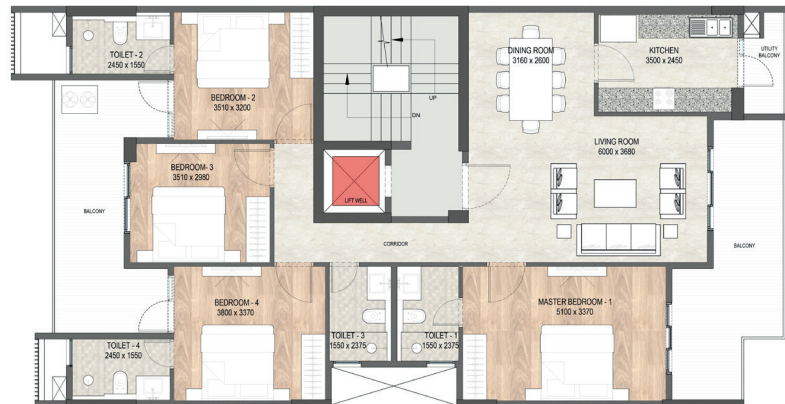 TOILET - 2
2450 x 1550
BEDROOM - 2
3510 x 3200
UP
DN
DINING ROOM
3160 x 2600
KITCHEN
3500 x 2450
UTILITY
BALCONY
BEDROOM- 3
3510 x 2980
LIFT WELL
LIVING ROOM
6000 x 3680
BALCONY
CORRIDOR
BALCONY
BEDROOM - 4
3800 x 3370
TOILET - 4
2450 x 1550
TOILET - 3
1550 x 2375
TOILET - 1
1550 x 2375
MASTER BEDROOM - 1
5100 x 3370